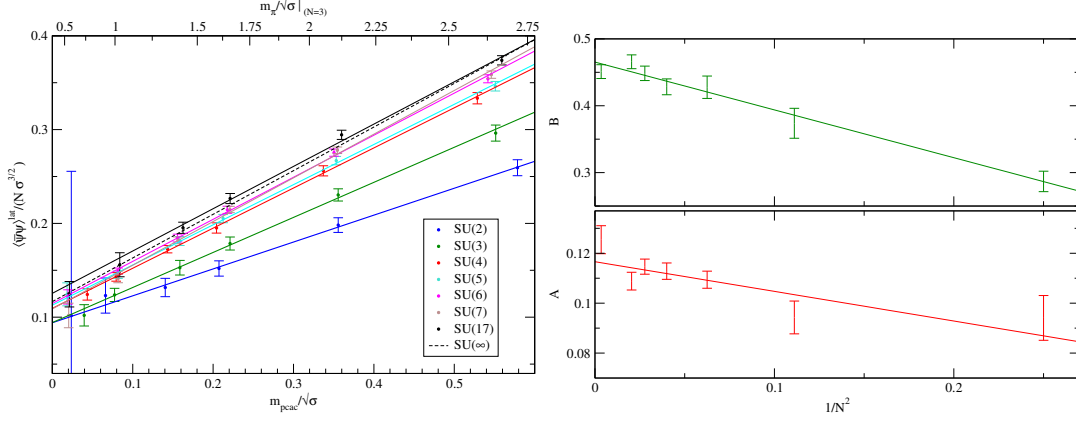 m_π/√σ|_(N=3)
0.5 1 1.4 1.6 2 2.25 2.5 2.75
0.4
0.3
0.2
0.1
⟨ψ̄ψ⟩^lat/(N σ^3/2)
SU(2)
SU(3)
SU(4)
SU(5)
SU(6)
SU(7)
SU(17)
SU(∞)
0 0.1 0.2 0.3 0.4 0.5
m_pcac/√σ
0.5
0.4
0.3
B
0.12
0.1
0.08
A
0 0.1 0.2
1/N²